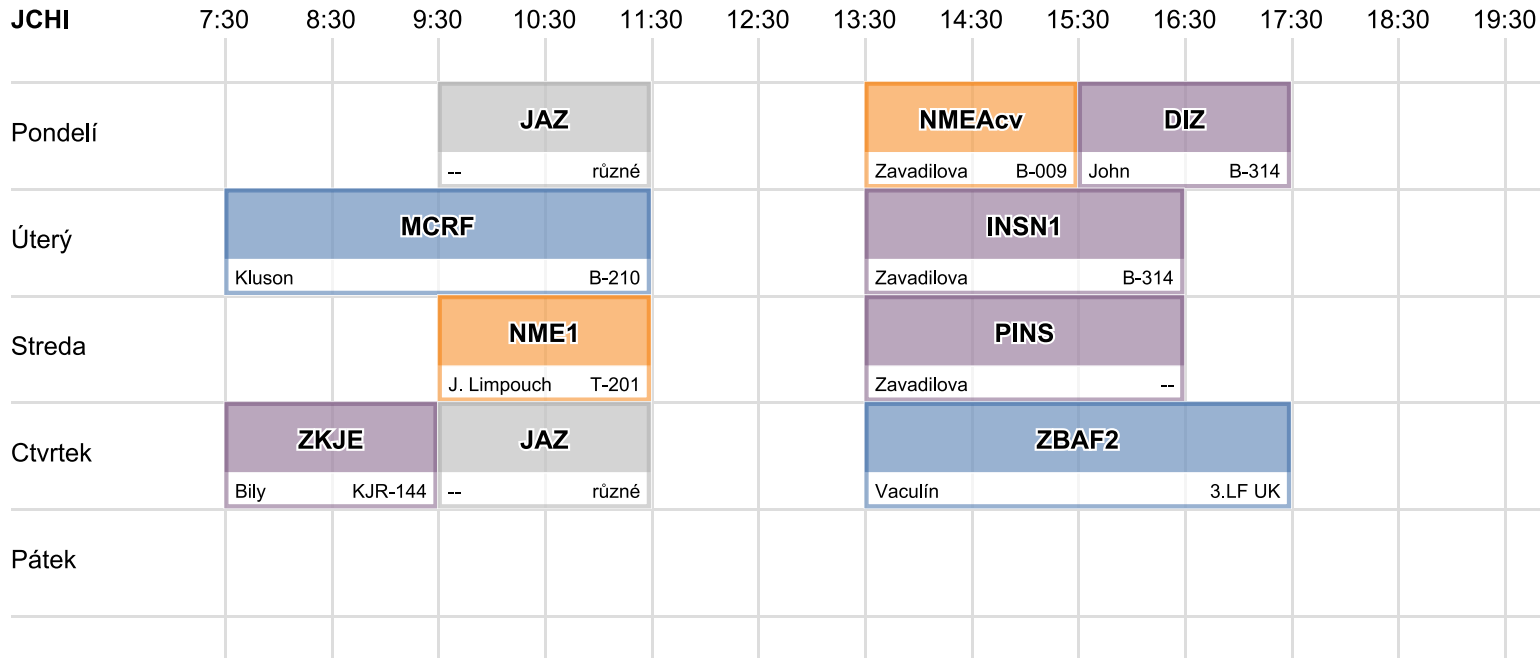 JCHI 7:30 8:30 9:30 10:30 11:30 12:30 13:30 14:30 15:30 16:30 17:30 18:30 19:30
Pondelí
JAZ
-- různé
NMEAcv
Zavadilova B-009
DIZ
John B-314
Úterý
MCRF
Kluson B-210
INSN1
Zavadilova B-314
Streda
NME1
J. Limpouch T-201
PINS
Zavadilova --
Ctvrtek
ZKJE
Bily KJR-144
JAZ
-- různé
ZBAF2
Vaculín 3.LF UK
Pátek